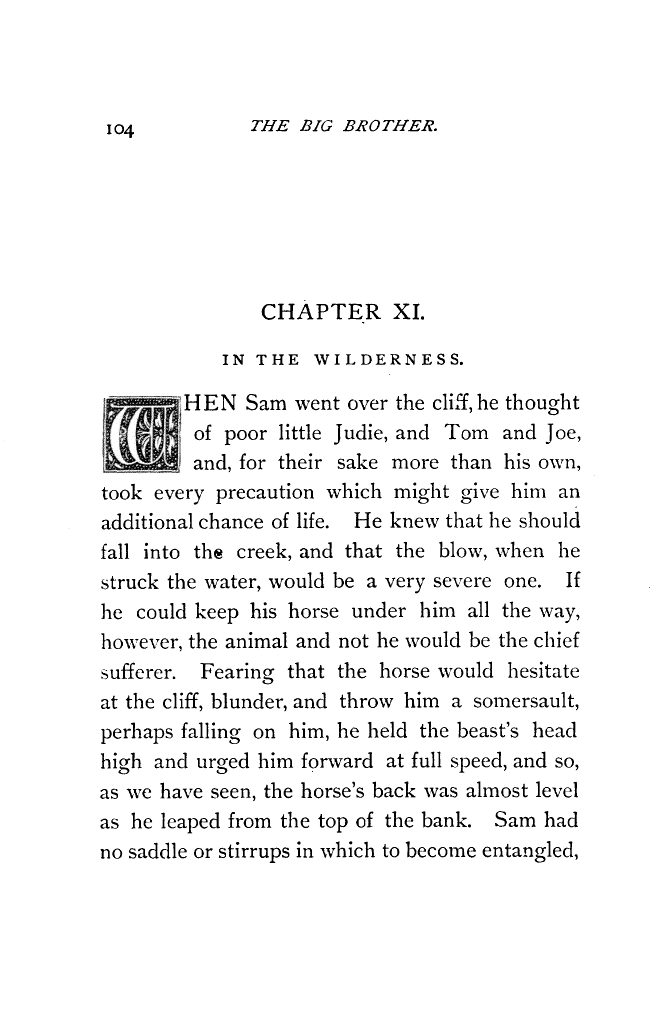 104 THE BIG BROTHER.
CHAPTER XI.
IN THE WILDERNESS.
WHEN Sam went over the cliff, he thought
of poor little Judie, and Tom and Joe,
and, for their sake more than his own,
took every precaution which might give him an
additional chance of life. He knew that he should
fall into the creek, and that the blow, when he
struck the water, would be a very severe one. If
he could keep his horse under him all the way,
however, the animal and not he would be the chief
sufferer. Fearing that the horse would hesitate
at the cliff, blunder, and throw him a somersault,
perhaps falling on him, he held the beast's head
high and urged him forward at full speed, and so,
as we have seen, the horse's back was almost level
as he leaped from the top of the bank. Sam had
no saddle or stirrups in which to become entangled,